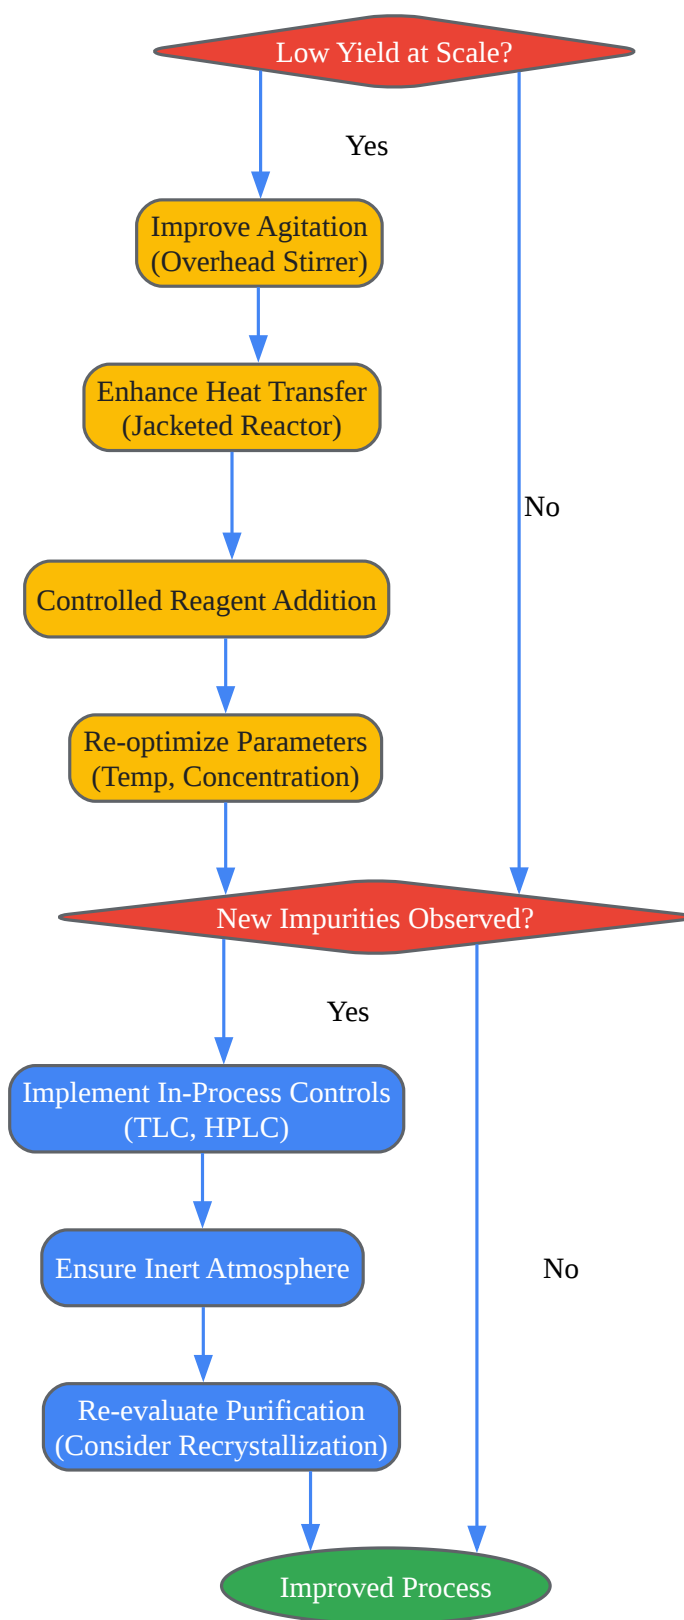 Low Yield at Scale?
Yes
Improve Agitation
(Overhead Stirrer)
Enhance Heat Transfer
(Jacketed Reactor)
No
Controlled Reagent Addition
Re-optimize Parameters
(Temp, Concentration)
New Impurities Observed?
Yes
Implement In-Process Controls
(TLC, HPLC)
Ensure Inert Atmosphere
No
Re-evaluate Purification
(Consider Recrystallization)
Improved Process